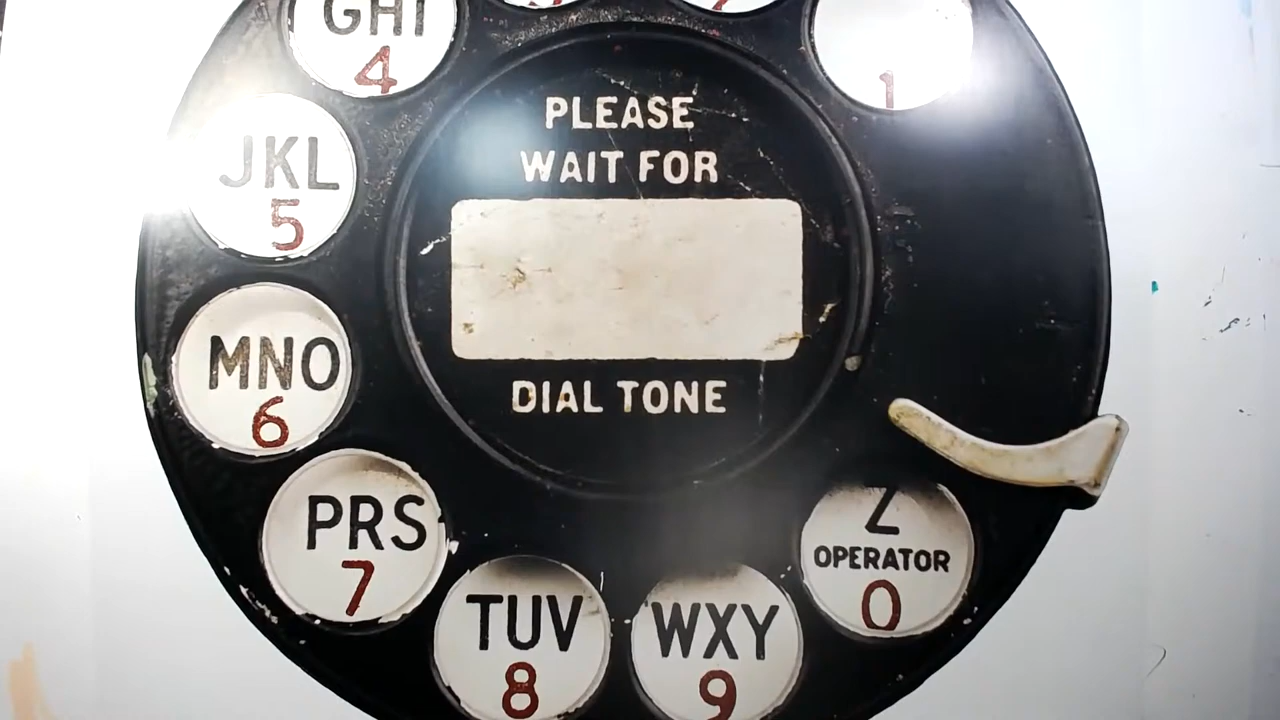 GHI
4
1
PLEASE
WAIT FOR
JKL
5
MNO
6
DIAL TONE
PRS
7
Z
OPERATOR
0
TUV
8
WXY
9